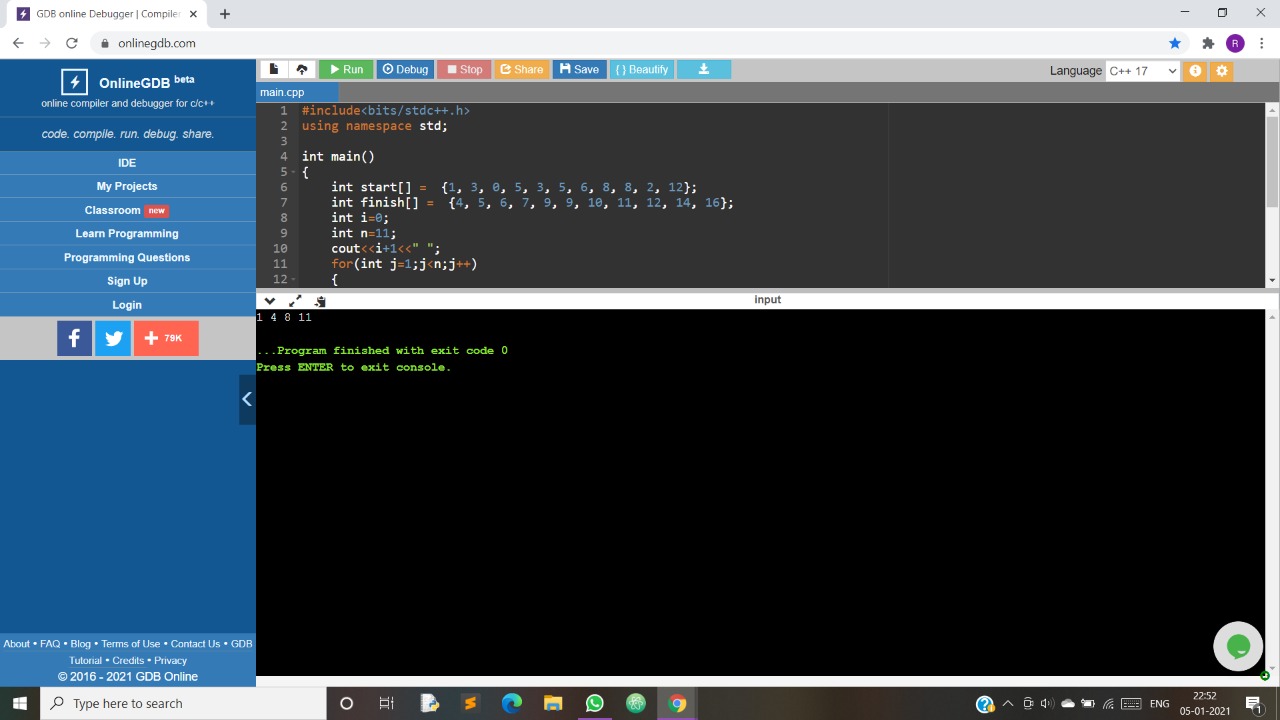 GDB online Debugger | Compiler
onlinegdb.com
R
OnlineGDB beta
online compiler and debugger for c/c++
code. compile. run. debug. share.
IDE
My Projects
Classroom new
Learn Programming
Programming Questions
Sign Up
Login
f
79K
About • FAQ • Blog • Terms of Use • Contact Us • GDB
Tutorial • Credits • Privacy
© 2016 - 2021 GDB Online
Run Debug Stop Share Save { } Beautify
Language C++ 17
main.cpp
1 #include<bits/stdc++.h>
2 using namespace std;
3
4 int main()
5 {
6 int start[] = {1, 3, 0, 5, 3, 5, 6, 8, 8, 2, 12};
7 int finish[] = {4, 5, 6, 7, 9, 9, 10, 11, 12, 14, 16};
8 int i=0;
9 int n=11;
10 cout<<i+1<<" ";
11 for(int j=1;j<n;j++)
12 {
input
1 4 8 11
...Program finished with exit code 0
Press ENTER to exit console.
Type here to search
ENG
22:52
05-01-2021
1